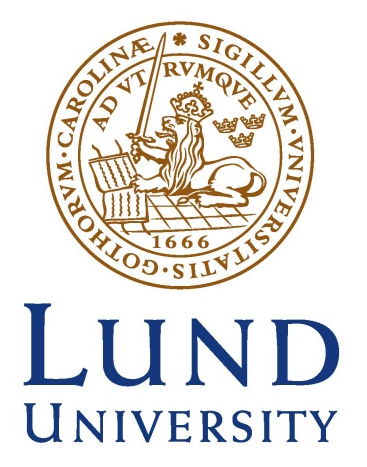 SIGILLVM · VNIVERSITATIS · GOTHORVM · CAROLINÆ
AD VTRVMQVE
1666
LUND
UNIVERSITY